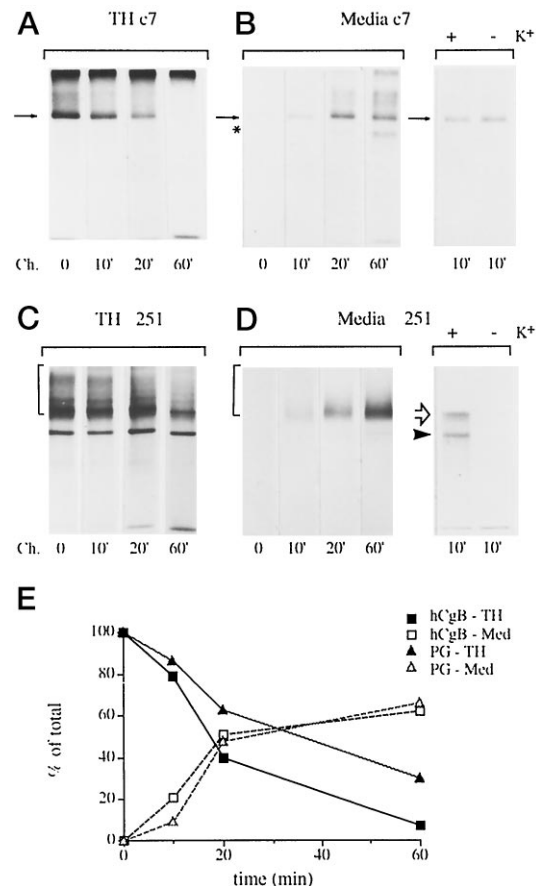 A TH c7 B Media c7
+ - K+
*
Ch. 0 10' 20' 60' 0 10' 20' 60' 10' 10'
C TH 251 D Media 251
+ - K+
Ch. 0 10' 20' 60' 0 10' 20' 60' 10' 10'
E
hCgB - TH
hCgB - Med
PG - TH
PG - Med
% of total
100
80
60
40
20
0
0 20 40 60
time (min)